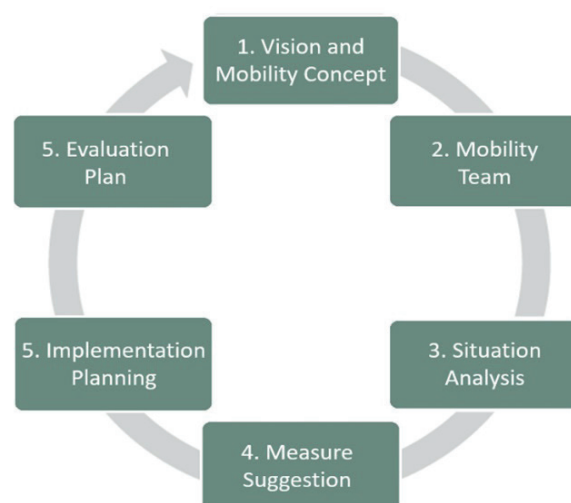 1. Vision and
Mobility Concept
2. Mobility
Team
3. Situation
Analysis
4. Measure
Suggestion
5. Implementation
Planning
5. Evaluation
Plan